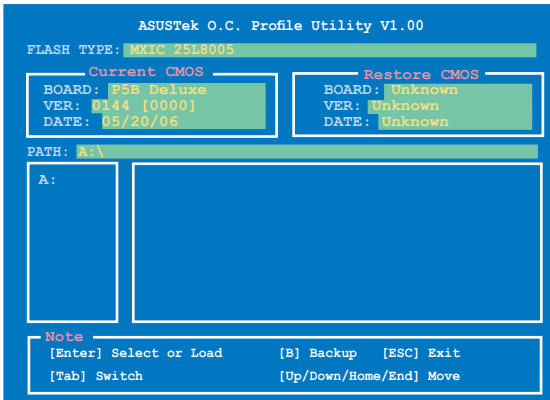 ASUSTek O.C. Profile Utility V1.00
FLASH TYPE: MXIC 25L8005
Current CMOS
BOARD: P5B Deluxe
VER: 0144 [0000]
DATE: 05/20/06
Restore CMOS
BOARD: Unknown
VER: Unknown
DATE: Unknown
PATH: A:\
A:
Note
[Enter] Select or Load [B] Backup [ESC] Exit
[Tab] Switch [Up/Down/Home/End] Move